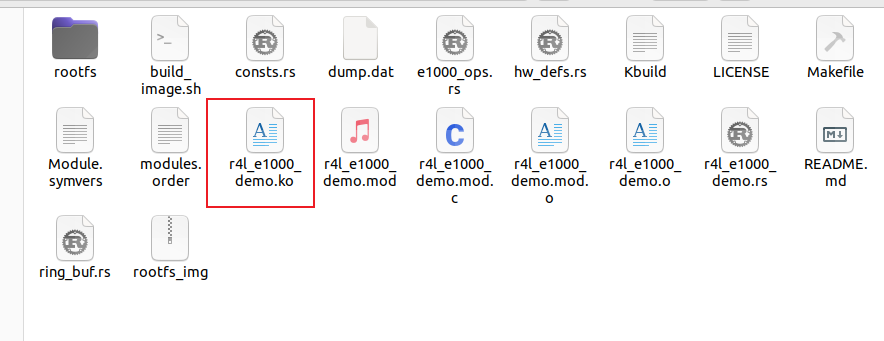 rootfs
build_
image.sh
consts.rs
dump.dat
e1000_ops.
rs
hw_defs.rs
Kbuild
LICENSE
Makefile
Module.
symvers
modules.
order
r4l_e1000_
demo.ko
r4l_e1000_
demo.mod
r4l_e1000_
demo.mod.
c
r4l_e1000_
demo.mod.
o
r4l_e1000_
demo.o
r4l_e1000_
demo.rs
README.
md
ring_buf.rs
rootfs_img